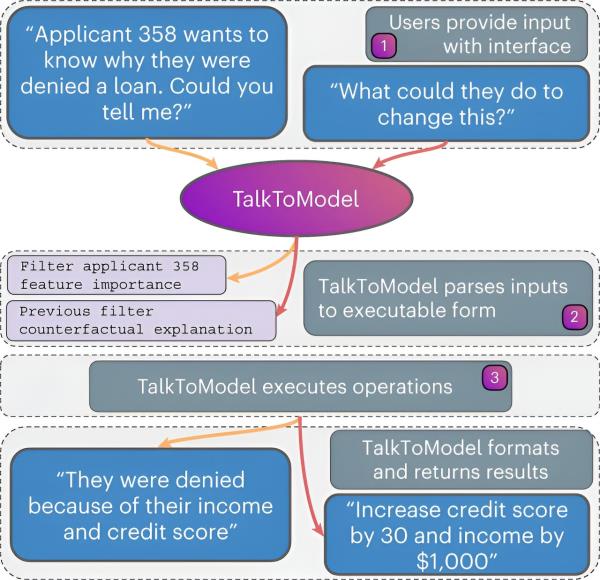 “Applicant 358 wants to
know why they were
denied a loan. Could you
tell me?”
Users provide input
with interface
1
“What could they do to
change this?”
TalkToModel
Filter applicant 358
feature importance
Previous filter
counterfactual explanation
TalkToModel parses inputs
to executable form
2
TalkToModel executes operations
3
“They were denied
because of their income
and credit score”
TalkToModel formats
and returns results
“Increase credit score
by 30 and income by
$1,000”